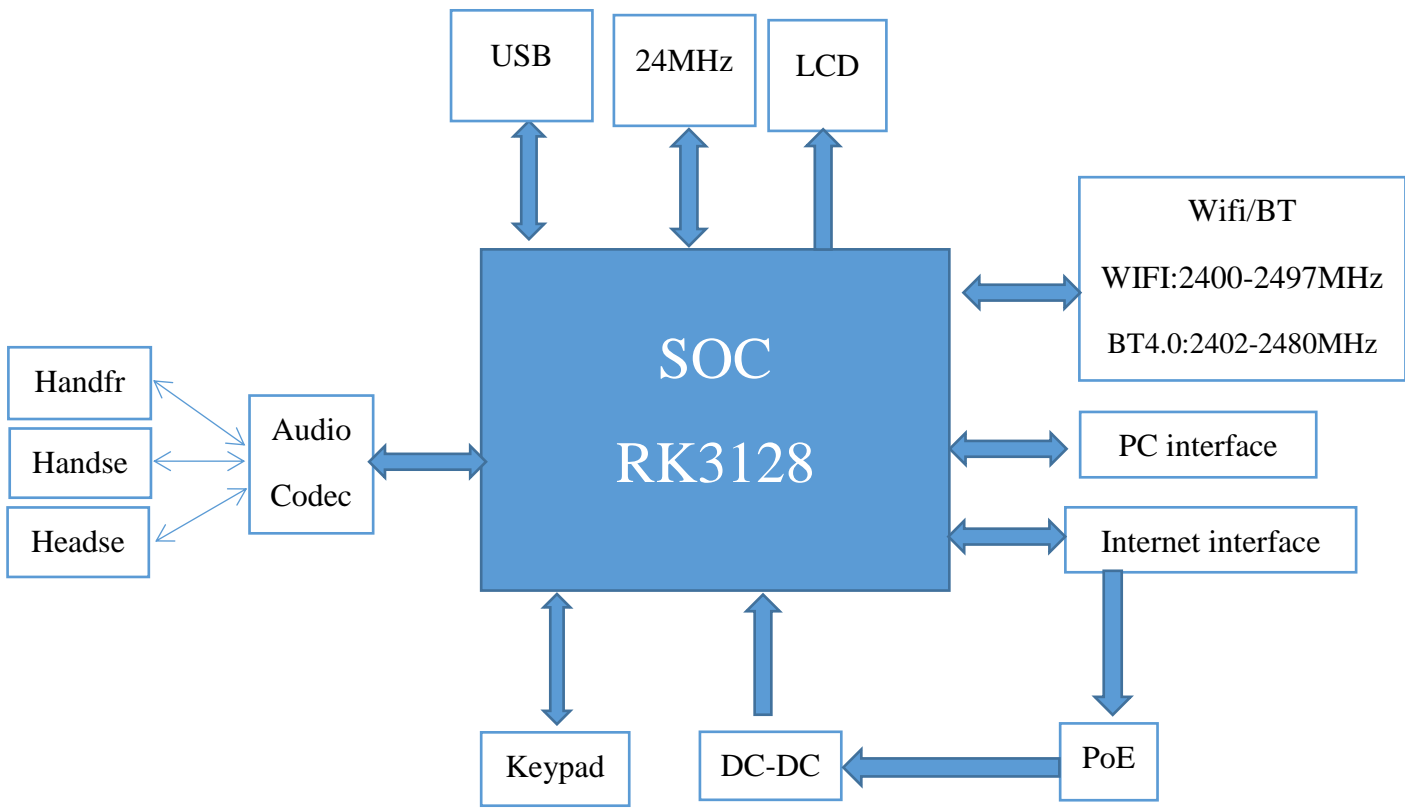 USB
24MHz
LCD
Wifi/BT
WIFI:2400-2497MHz
BT4.0:2402-2480MHz
SOC
RK3128
Handfr
Handse
Headse
Audio
Codec
PC interface
Internet interface
Keypad
DC-DC
PoE